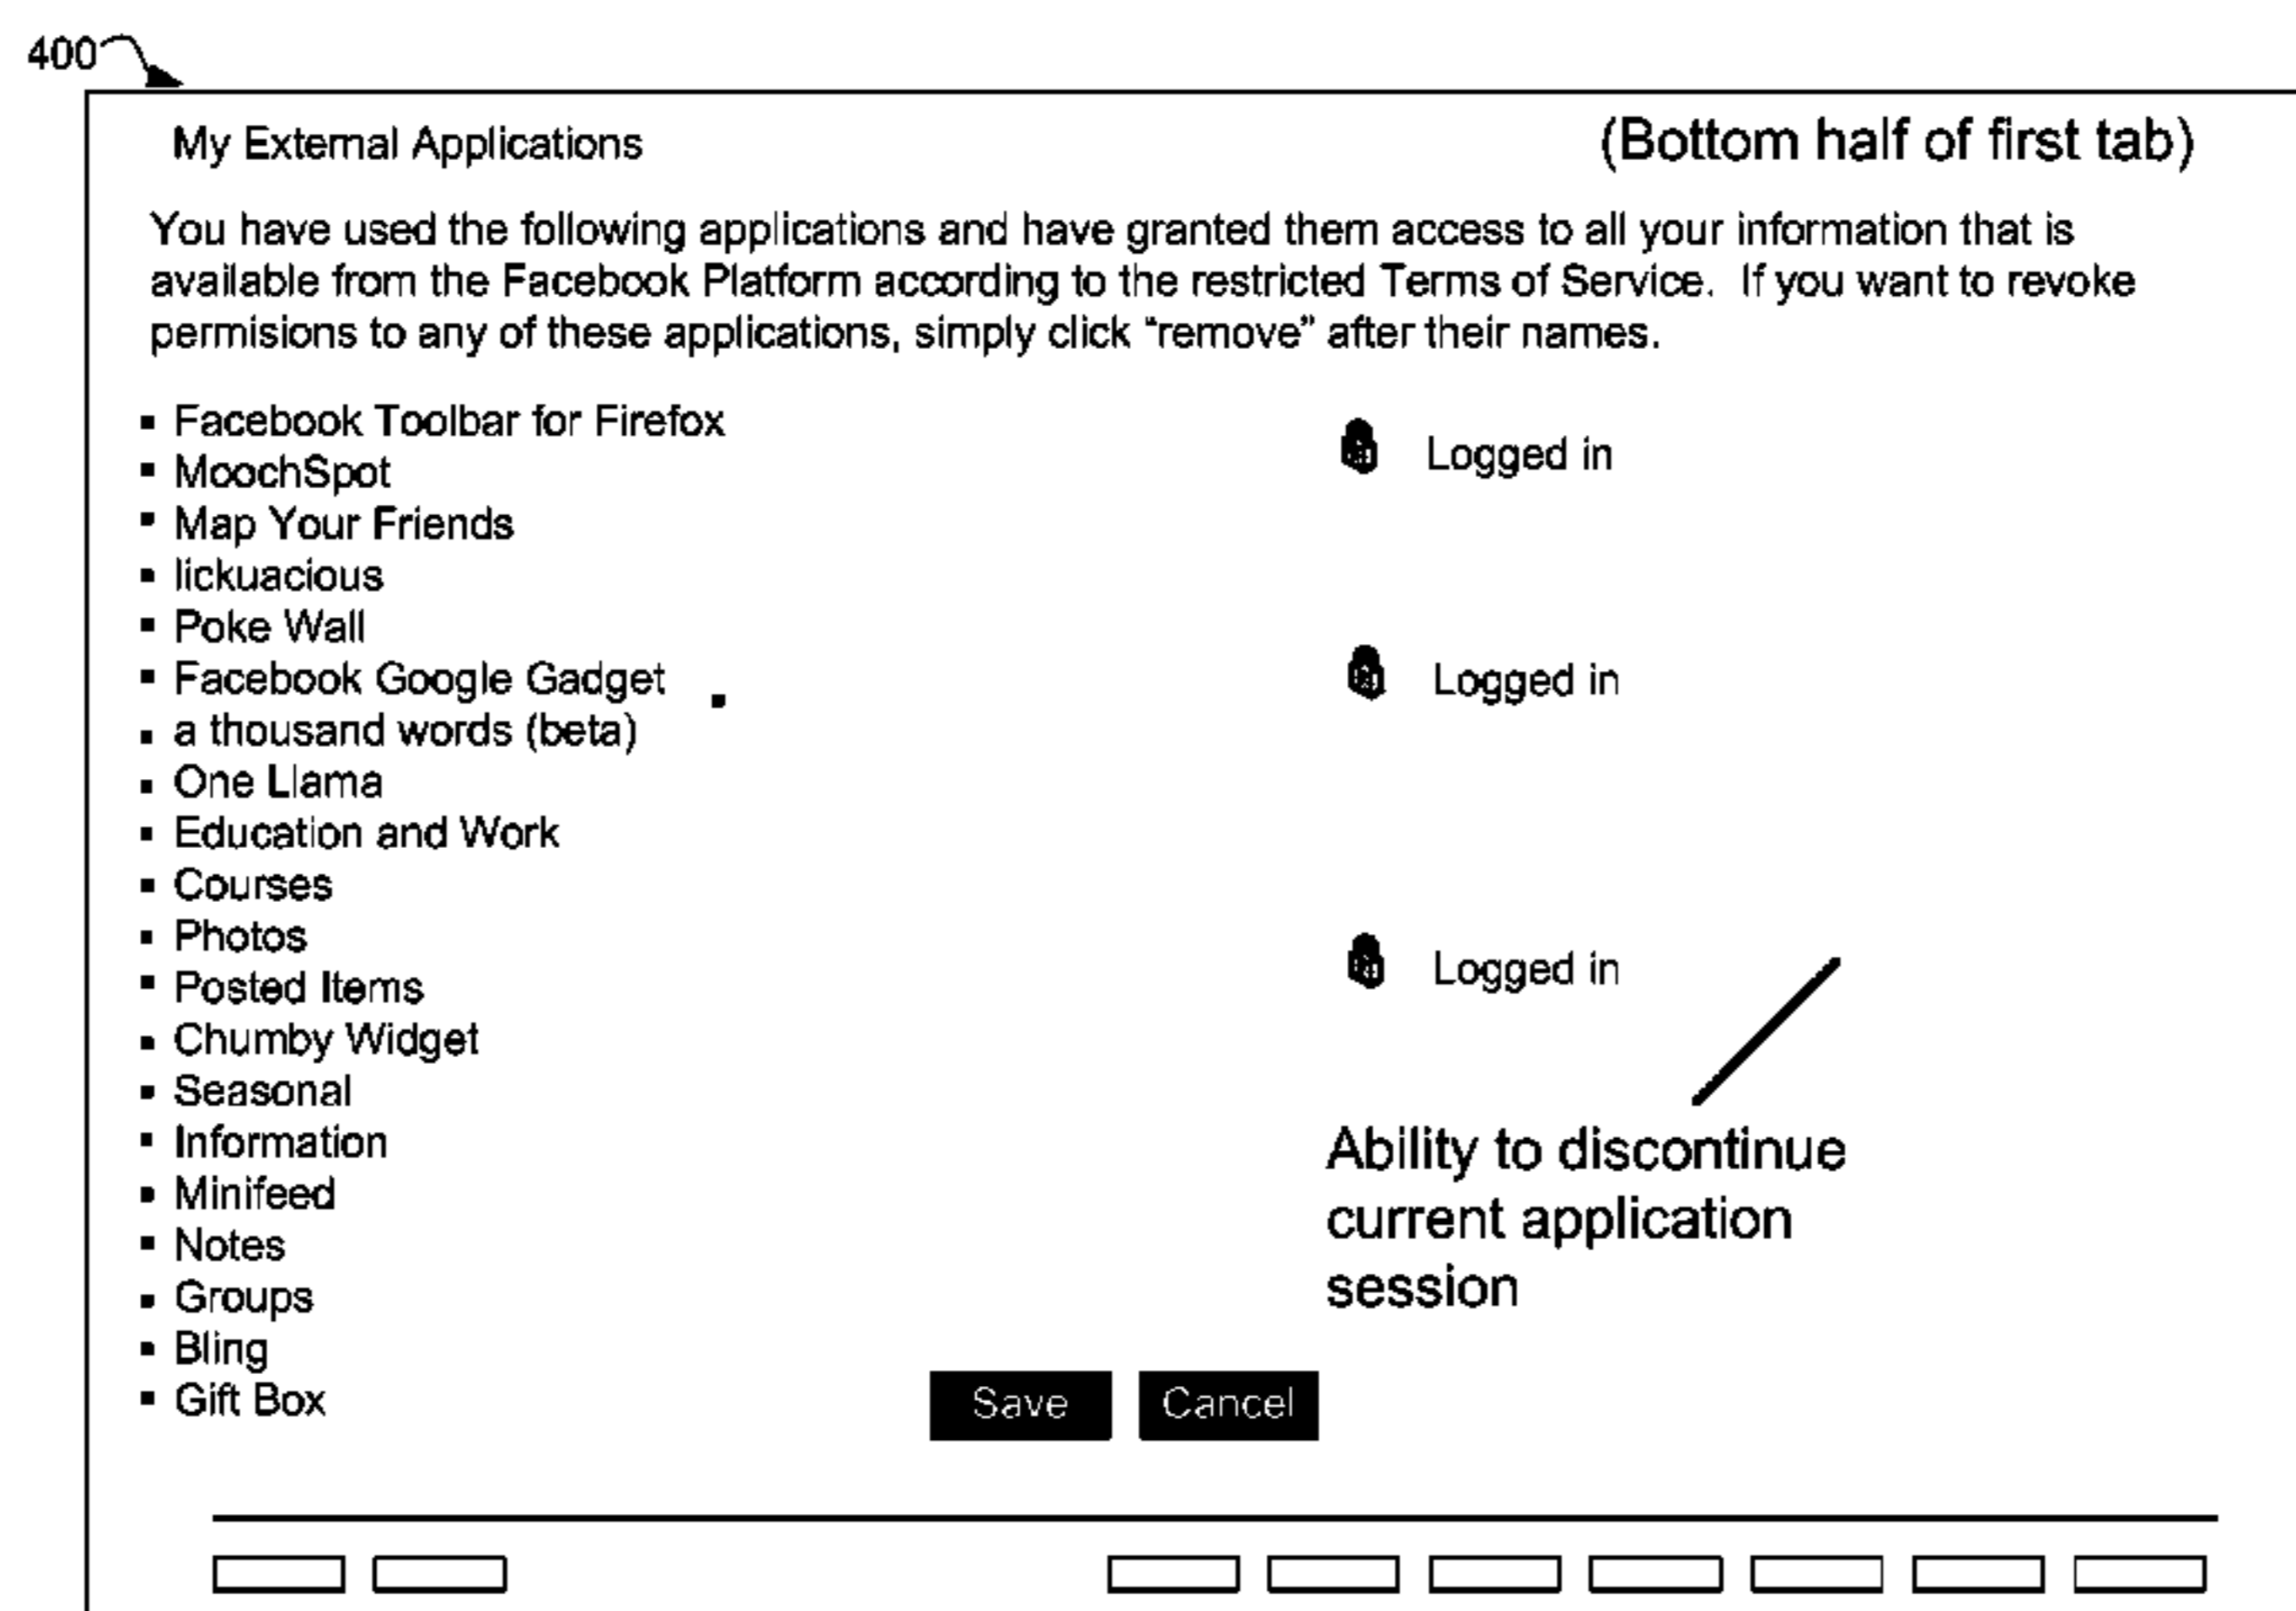 400
My External Applications
(Bottom half of first tab)
You have used the following applications and have granted them access to all your information that is
available from the Facebook Platform according to the restricted Terms of Service. If you want to revoke
permisions to any of these applications, simply click “remove” after their names.
▪ Facebook Toolbar for Firefox
Logged in
▪ MoochSpot
▪ Map Your Friends
▪ lickuacious
▪ Poke Wall
▪ Facebook Google Gadget
Logged in
▪ a thousand words (beta)
▪ One Llama
▪ Education and Work
▪ Courses
▪ Photos
▪ Posted Items
Logged in
▪ Chumby Widget
▪ Seasonal
▪ Information
▪ Minifeed
▪ Notes
▪ Groups
▪ Bling
▪ Gift Box
Ability to discontinue
current application
session
Save
Cancel